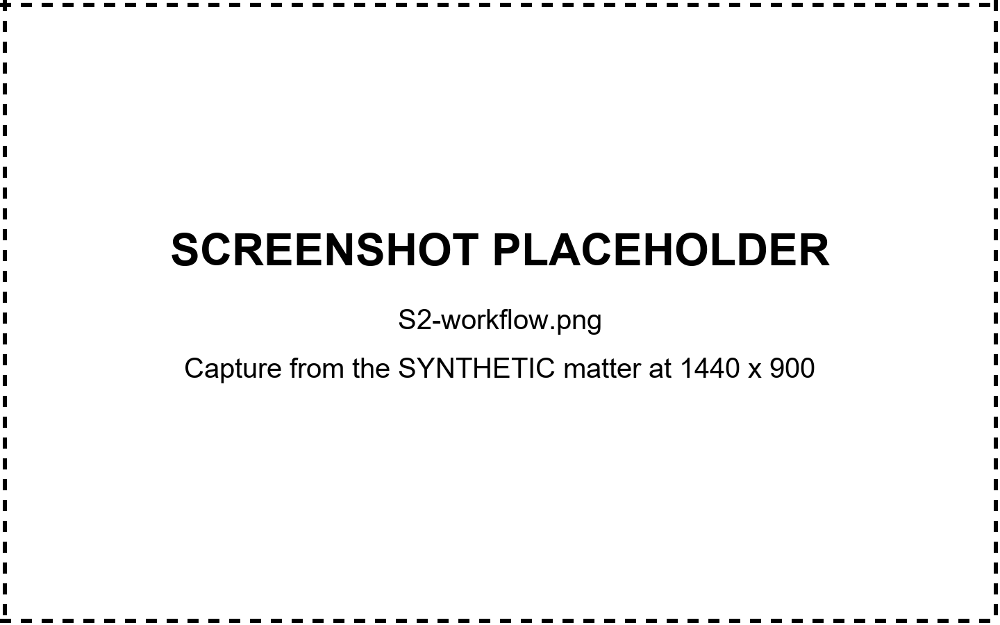 SCREENSHOT PLACEHOLDER
S2-workflow.png
Capture from the SYNTHETIC matter at 1440 x 900